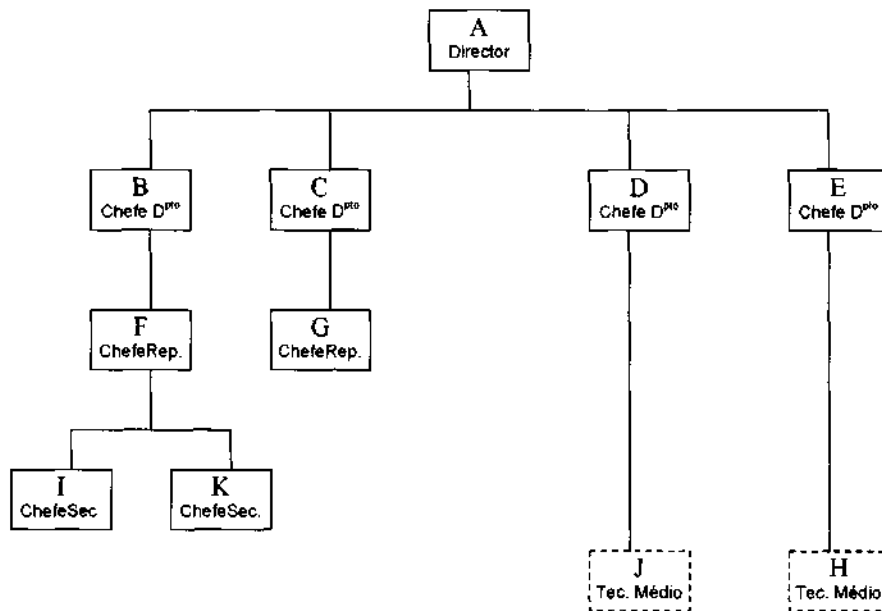 A
Director
B
Chefe Dpto
C
Chefe Dpto
D
Chefe Dpto
E
Chefe Dpto
F
ChefeRep.
G
ChefeRep.
I
ChefeSec
K
ChefeSec.
J
Tec. Médio
H
Tec. Médio